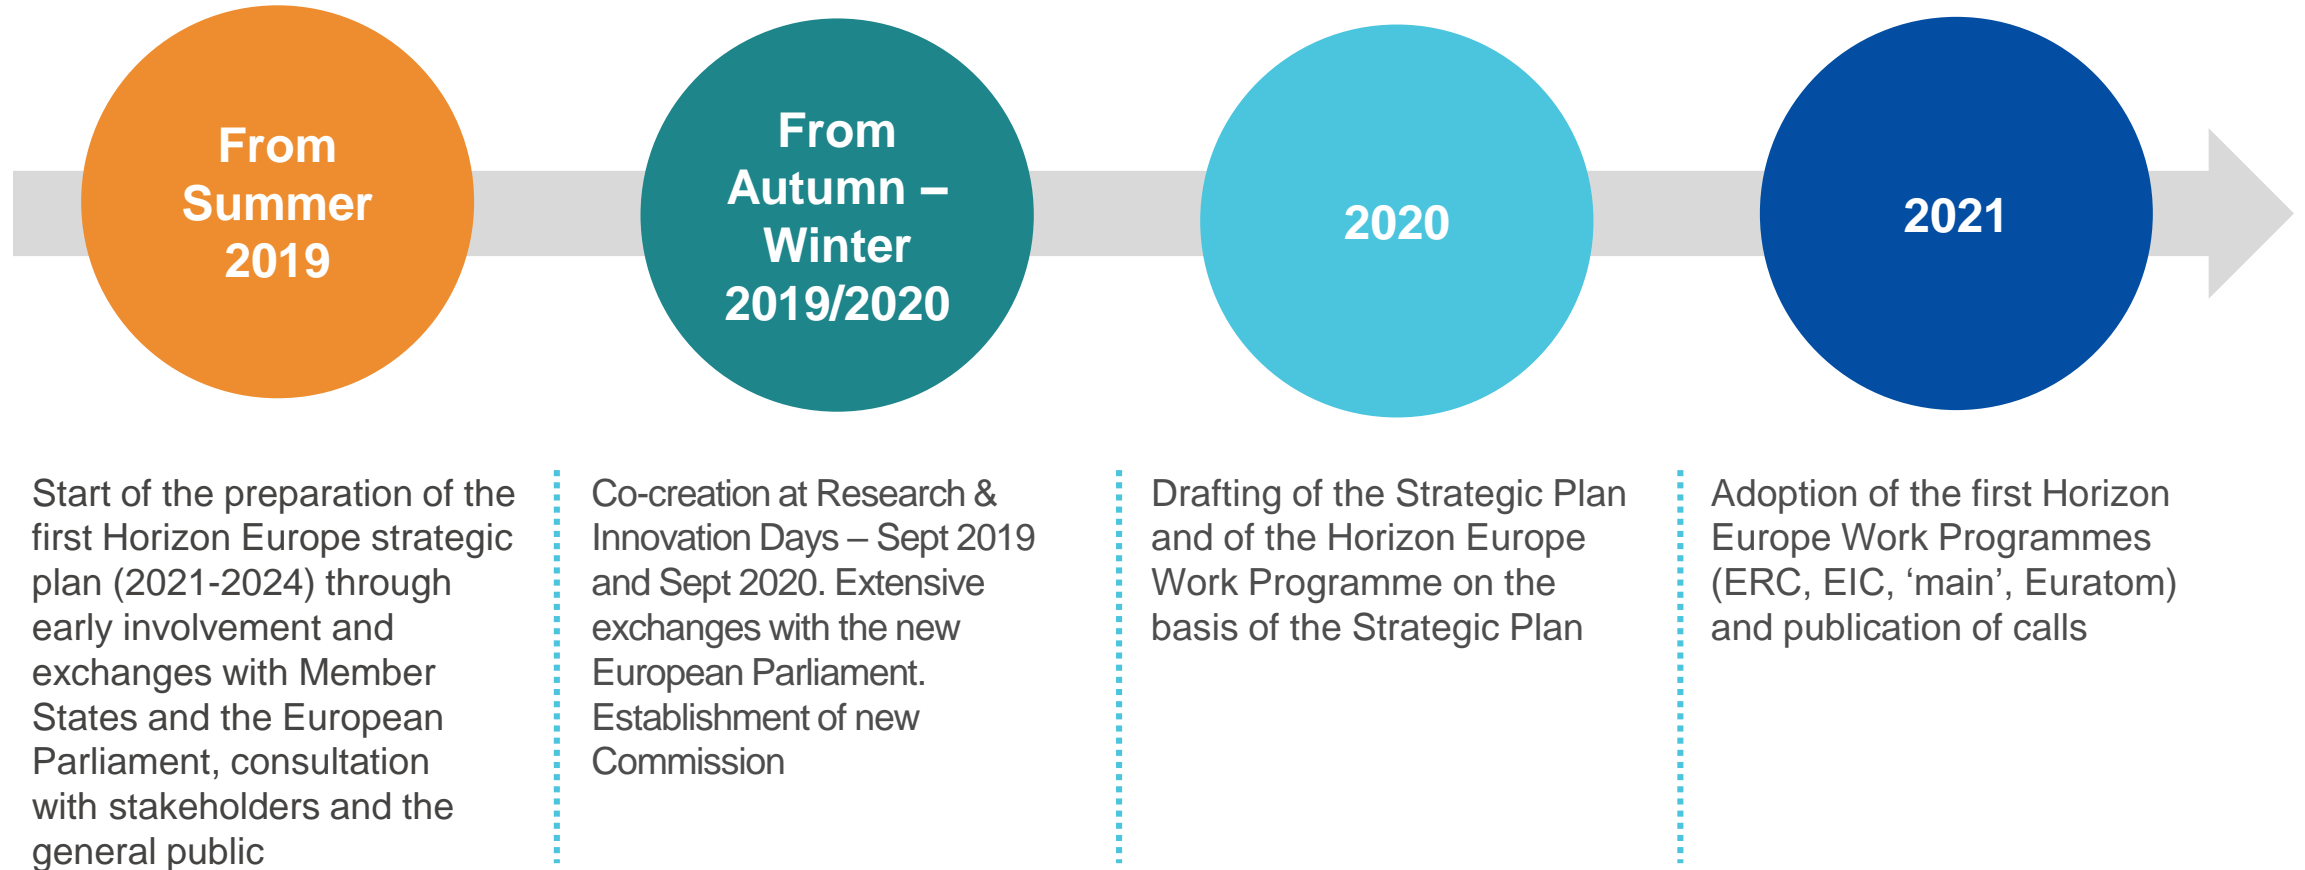 From
Summer
2019
From
Autumn –
Winter
2019/2020
2020
2021
Start of the preparation of the
first Horizon Europe strategic
plan (2021-2024) through
early involvement and
exchanges with Member
States and the European
Parliament, consultation
with stakeholders and the
general public
Co-creation at Research &
Innovation Days – Sept 2019
and Sept 2020. Extensive
exchanges with the new
European Parliament.
Establishment of new
Commission
Drafting of the Strategic Plan
and of the Horizon Europe
Work Programme on the
basis of the Strategic Plan
Adoption of the first Horizon
Europe Work Programmes
(ERC, EIC, ‘main’, Euratom)
and publication of calls